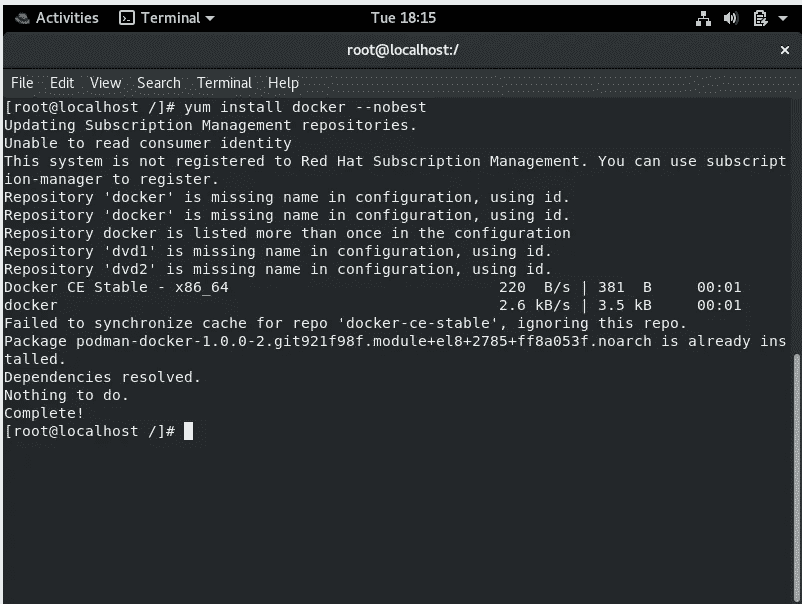 Activities Terminal Tue 18:15
root@localhost:/ ×
File Edit View Search Terminal Help
[root@localhost /]# yum install docker --nobest
Updating Subscription Management repositories.
Unable to read consumer identity
This system is not registered to Red Hat Subscription Management. You can use subscript
ion-manager to register.
Repository 'docker' is missing name in configuration, using id.
Repository 'docker' is missing name in configuration, using id.
Repository docker is listed more than once in the configuration
Repository 'dvd1' is missing name in configuration, using id.
Repository 'dvd2' is missing name in configuration, using id.
Docker CE Stable - x86_64 220 B/s | 381 B 00:01
docker 2.6 kB/s | 3.5 kB 00:01
Failed to synchronize cache for repo 'docker-ce-stable', ignoring this repo.
Package podman-docker-1.0.0-2.git921f98f.module+el8+2785+ff8a053f.noarch is already ins
talled.
Dependencies resolved.
Nothing to do.
Complete!
[root@localhost /]#